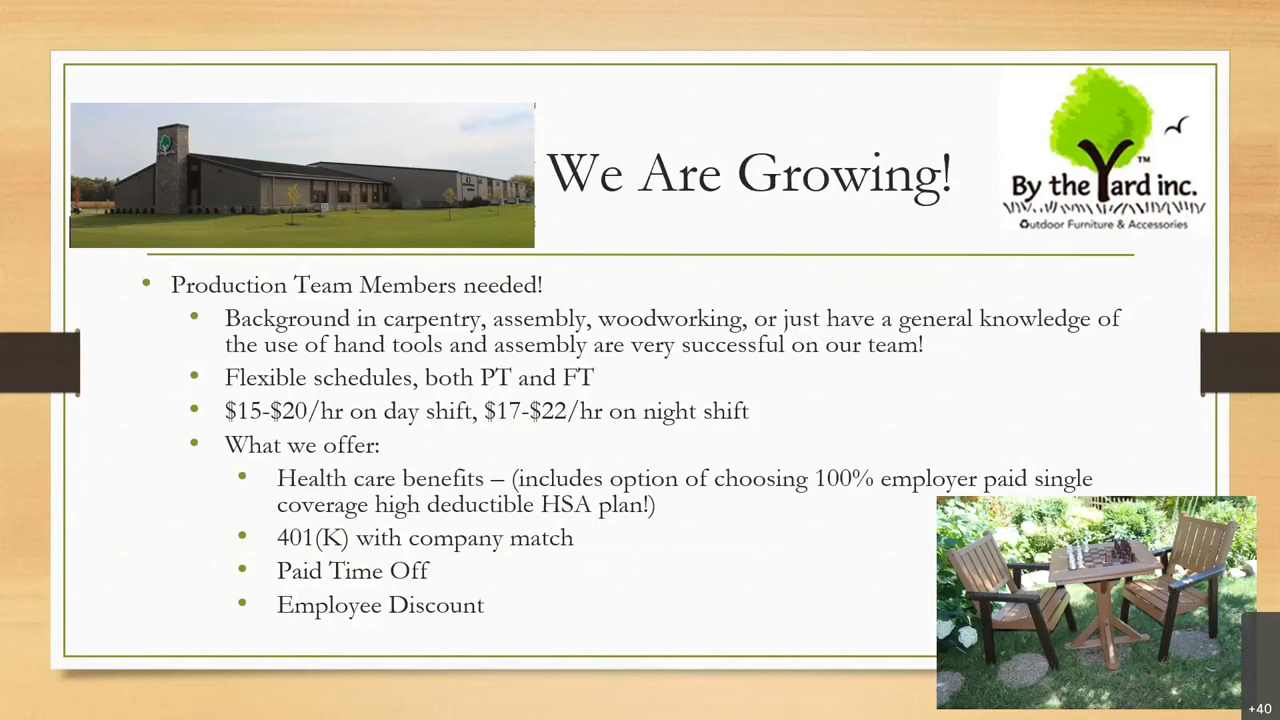 We Are Growing!
By the Yard inc.
TM
Outdoor Furniture & Accessories
Production Team Members needed!
Background in carpentry, assembly, woodworking, or just have a general knowledge of
the use of hand tools and assembly are very successful on our team!
Flexible schedules, both PT and FT
$15-$20/hr on day shift, $17-$22/hr on night shift
What we offer:
Health care benefits – (includes option of choosing 100% employer paid single
coverage high deductible HSA plan!)
401(K) with company match
Paid Time Off
Employee Discount
+40